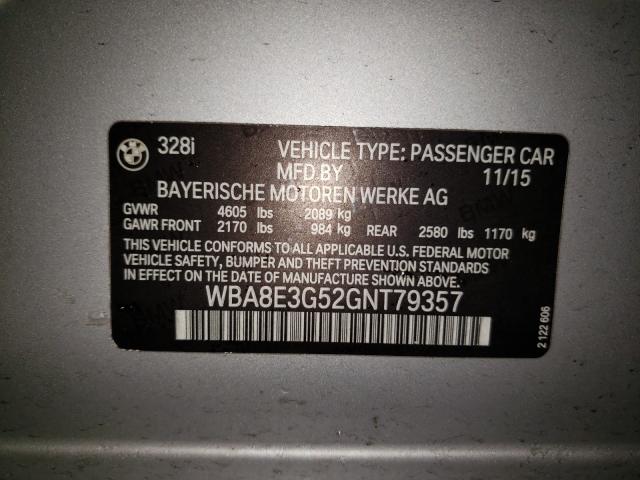 328i VEHICLE TYPE: PASSENGER CAR
MFD.BY 11/15
BAYERISCHE MOTOREN WERKE AG
GVWR 4605 lbs 2089 kg
GAWR FRONT 2170 lbs 984 kg REAR 2580 lbs 1170 kg
THIS VEHICLE CONFORMS TO ALL APPLICABLE U.S. FEDERAL MOTOR
VEHICLE SAFETY, BUMPER AND THEFT PREVENTION STANDARDS
IN EFFECT ON THE DATE OF MANUFACTURE SHOWN ABOVE.
WBA8E3G52GNT79357
2 122 606